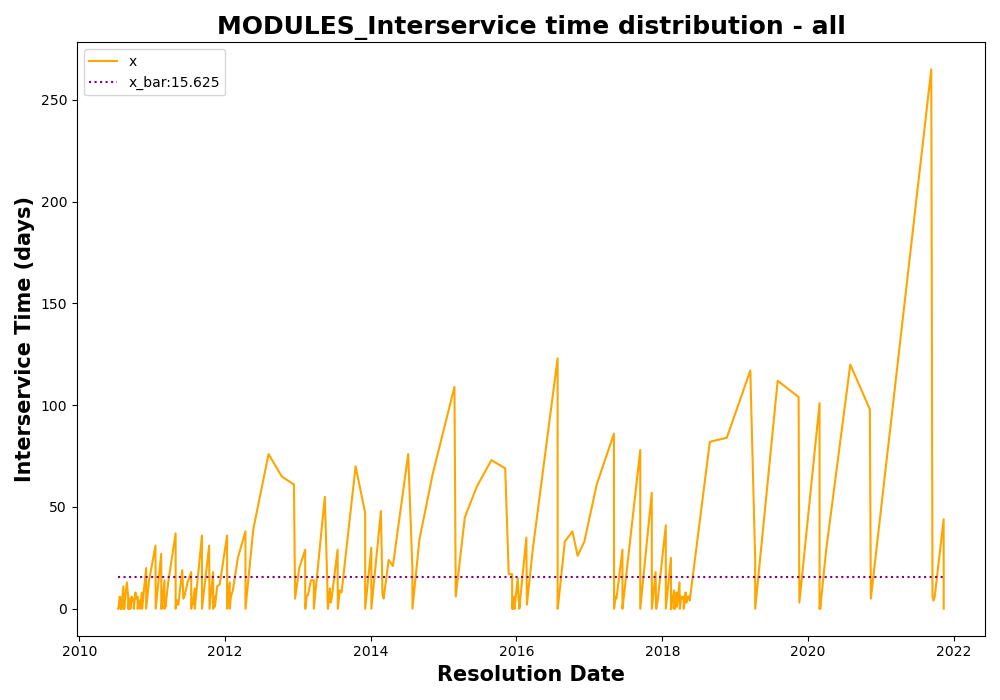 MODULES_Interservice time distribution - all
x
x_bar:15.625
Interservice Time (days)
250
200
150
100
50
0
2010
2012
2014
2016
2018
2020
2022
Resolution Date